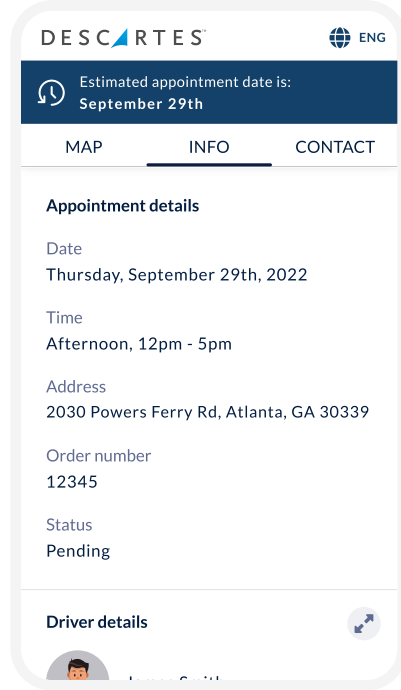 DESCARTES™
ENG
Estimated appointment date is:
September 29th
MAP INFO CONTACT
Appointment details
Date
Thursday, September 29th, 2022
Time
Afternoon, 12pm - 5pm
Address
2030 Powers Ferry Rd, Atlanta, GA 30339
Order number
12345
Status
Pending
Driver details